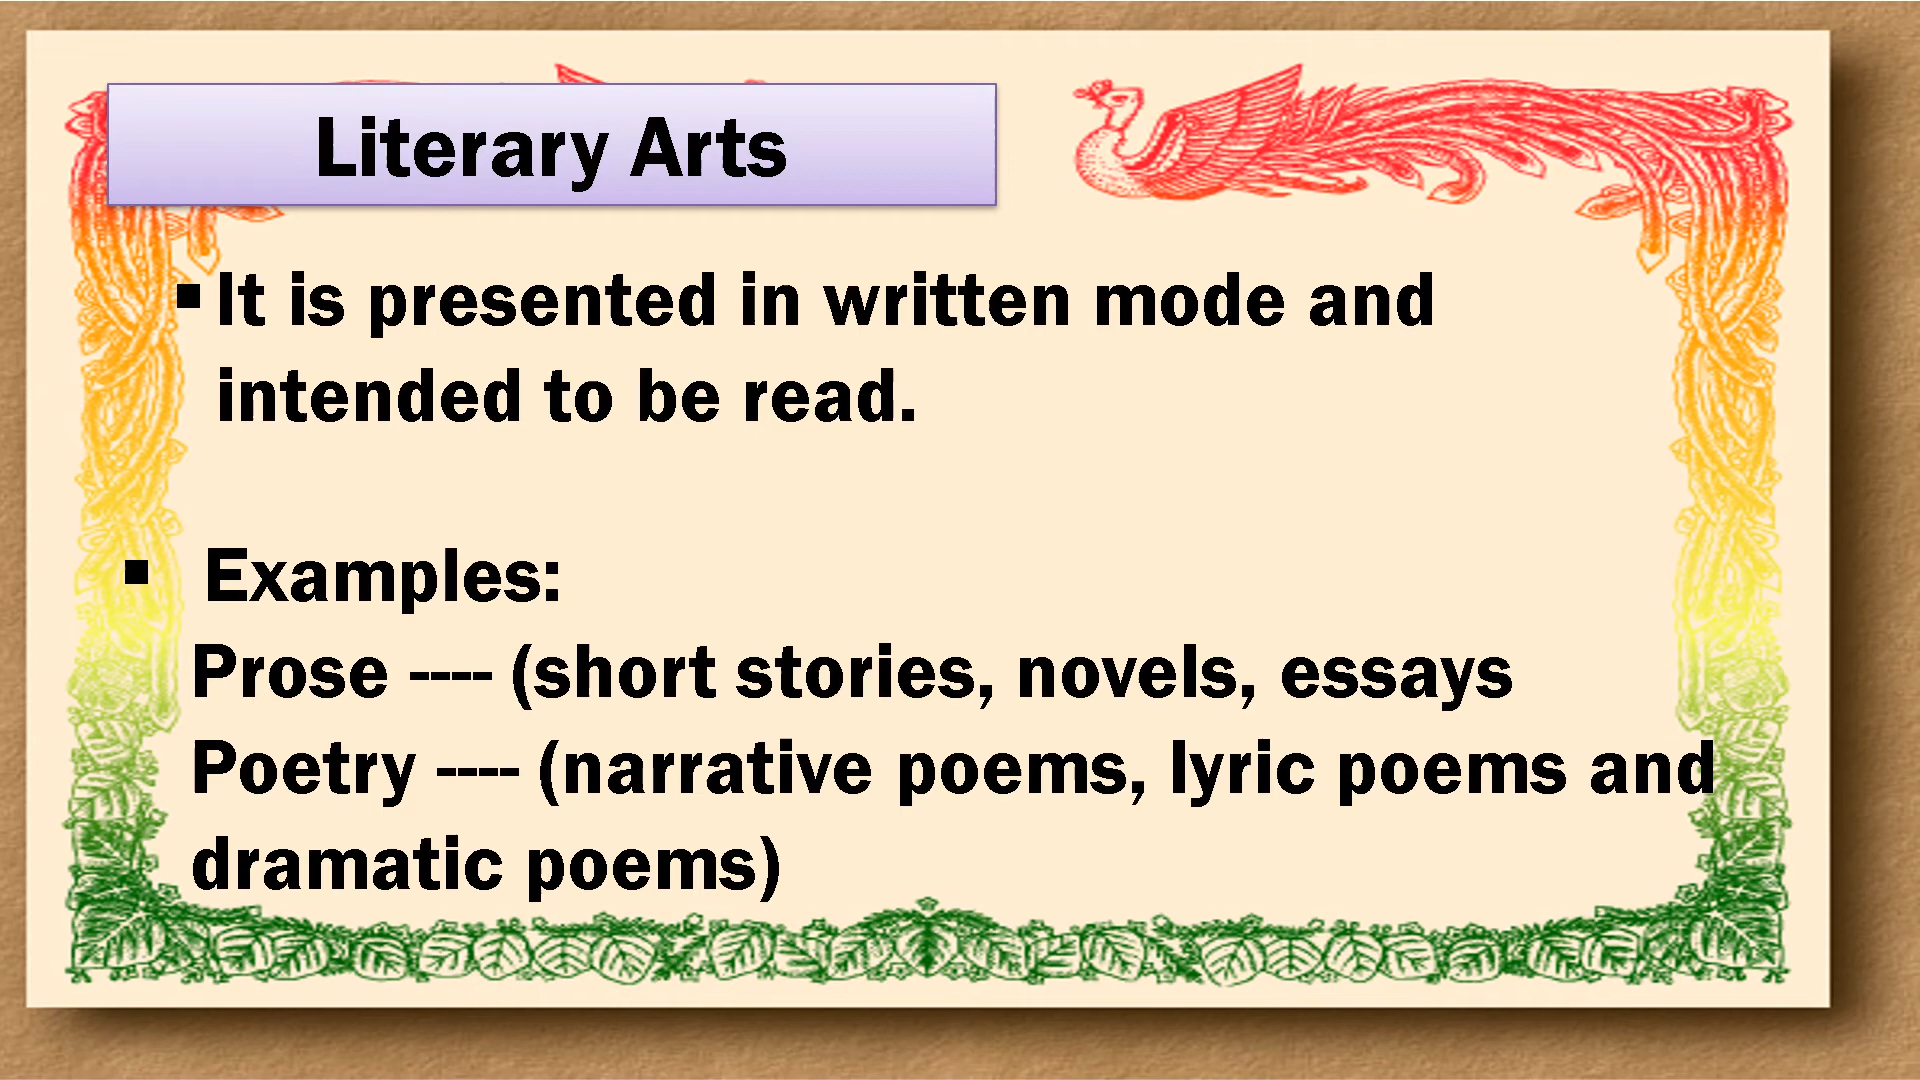 Literary Arts
▪It is presented in written mode and
intended to be read.
▪ Examples:
Prose ---- (short stories, novels, essays
Poetry ---- (narrative poems, lyric poems and
dramatic poems)